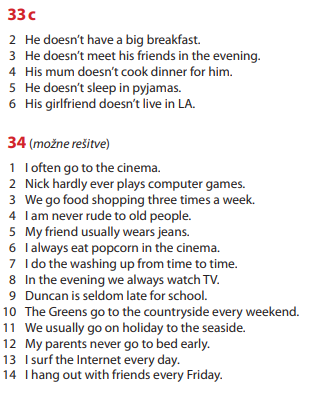 33 c
2 He doesn't have a big breakfast.
3 He doesn't meet his friends in the evening.
4 His mum doesn't cook dinner for him.
5 He doesn't sleep in pyjamas.
6 His girlfriend doesn't live in LA.
34 (možne rešitve)
1 I often go to the cinema.
2 Nick hardly ever plays computer games.
3 We go food shopping three times a week.
4 I am never rude to old people.
5 My friend usually wears jeans.
6 I always eat popcorn in the cinema.
7 I do the washing up from time to time.
8 In the evening we always watch TV.
9 Duncan is seldom late for school.
10 The Greens go to the countryside every weekend.
11 We usually go on holiday to the seaside.
12 My parents never go to bed early.
13 I surf the Internet every day.
14 I hang out with friends every Friday.